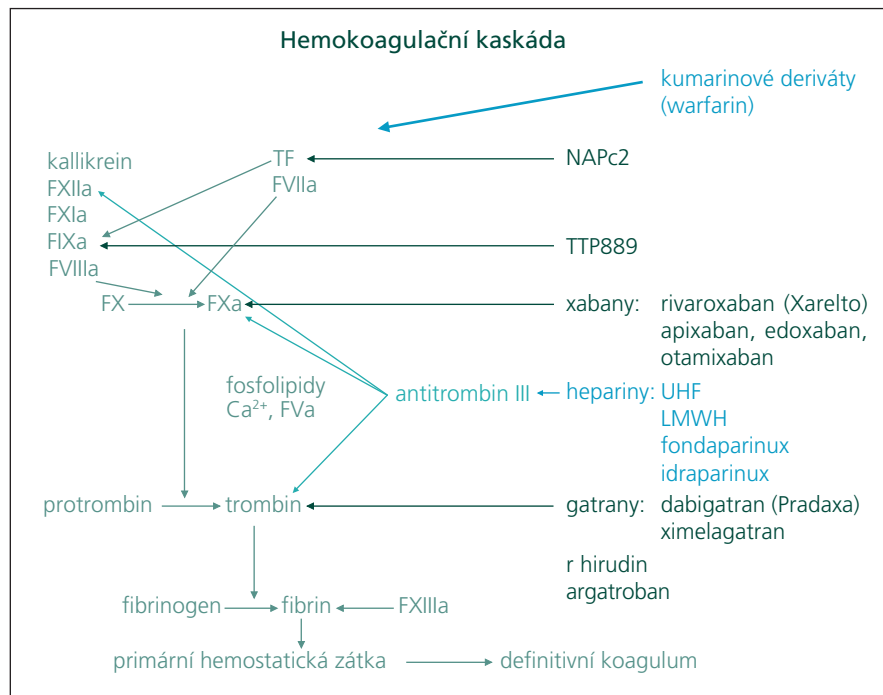 Hemokoagulační kaskáda
kumarinové deriváty
(warfarin)
kallikrein
FXIIa
FXIa
FIXa
FVIIIa
TF
FVIIa
NAPc2
TTP889
FX
FXa
xabany:
rivaroxaban (Xarelto)
apixaban, edoxaban,
otamixaban
fosfolipidy
Ca²⁺, FVa
antitrombin III
hepariny:
UHF
LMWH
fondaparinux
idraparinux
protrombin
trombin
gatrany:
dabigatran (Pradaxa)
ximelagatran
r hirudin
argatroban
fibrinogen
fibrin
FXIIIa
primární hemostatická zátka
definitivní koagulum